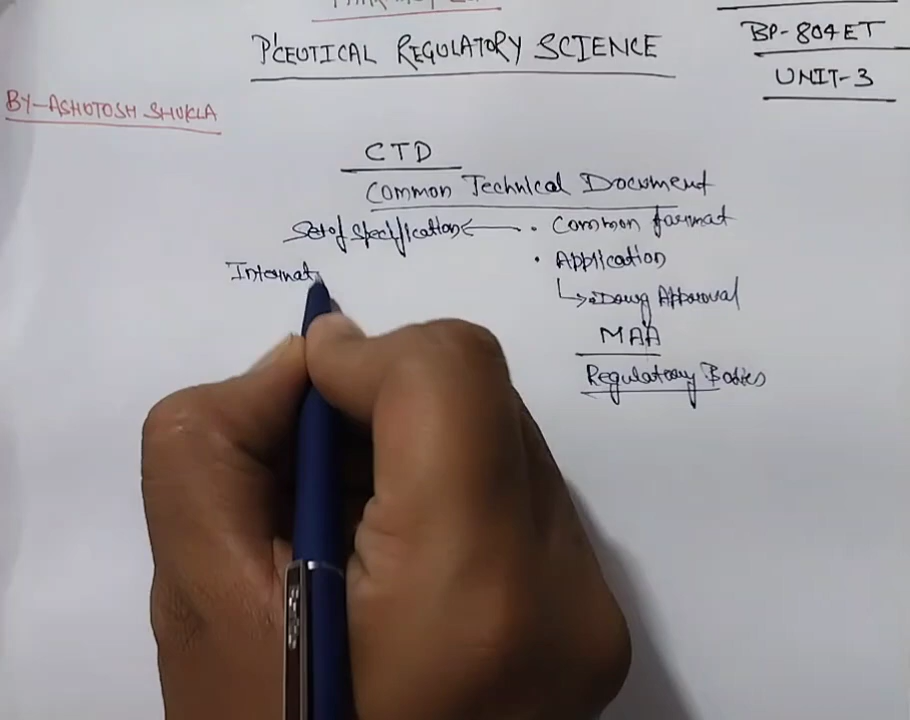 P'CEUTICAL REGULATORY SCIENCE
BP-804ET
UNIT-3
BY-ASHUTOSH SHUKLA
CTD
Common Technical Document
Set of Specification ← • Common format
• Application
Internat
↳ • Drug Approval
MAA
Regulatory Bodies